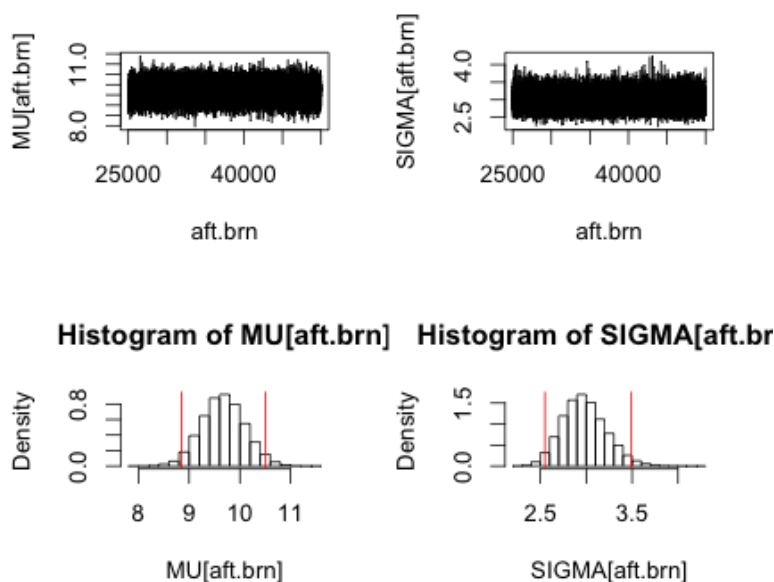 MU[aft.brn]
8.0
11.0
25000
40000
aft.brn
SIGMA[aft.brn]
2.5
4.0
25000
40000
aft.brn
Histogram of MU[aft.brn]
Density
0.0
0.8
8
9
10
11
MU[aft.brn]
Histogram of SIGMA[aft.br
Density
0.0
1.5
2.5
3.5
SIGMA[aft.brn]